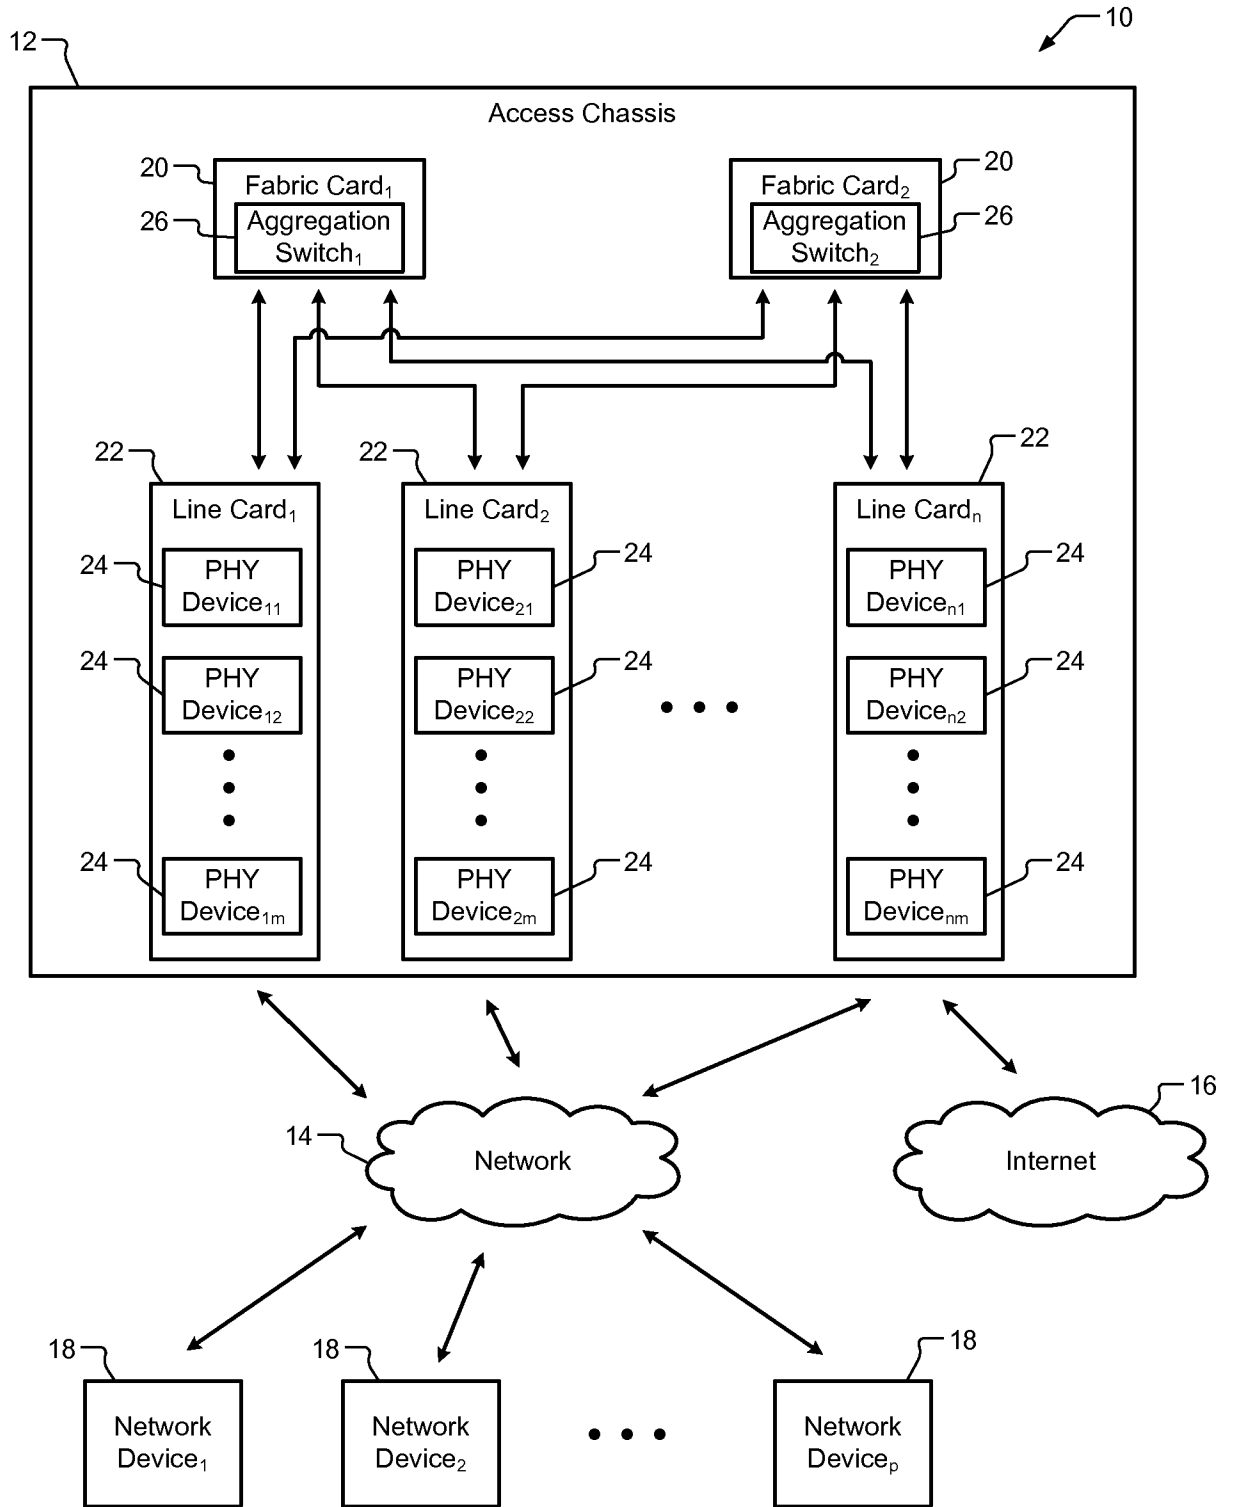 10
12
Access Chassis
20
Fabric Card1
20
Fabric Card2
26
Aggregation
Switch1
26
Aggregation
Switch2
22
Line Card1
22
Line Card2
22
Line Cardn
24
PHY
Device11
24
PHY
Device21
24
PHY
Devicen1
24
PHY
Device12
24
PHY
Device22
24
PHY
Devicen2
24
PHY
Device1m
24
PHY
Device2m
24
PHY
Devicenm
14
Network
16
Internet
18
Network
Device1
18
Network
Device2
18
Network
Devicep